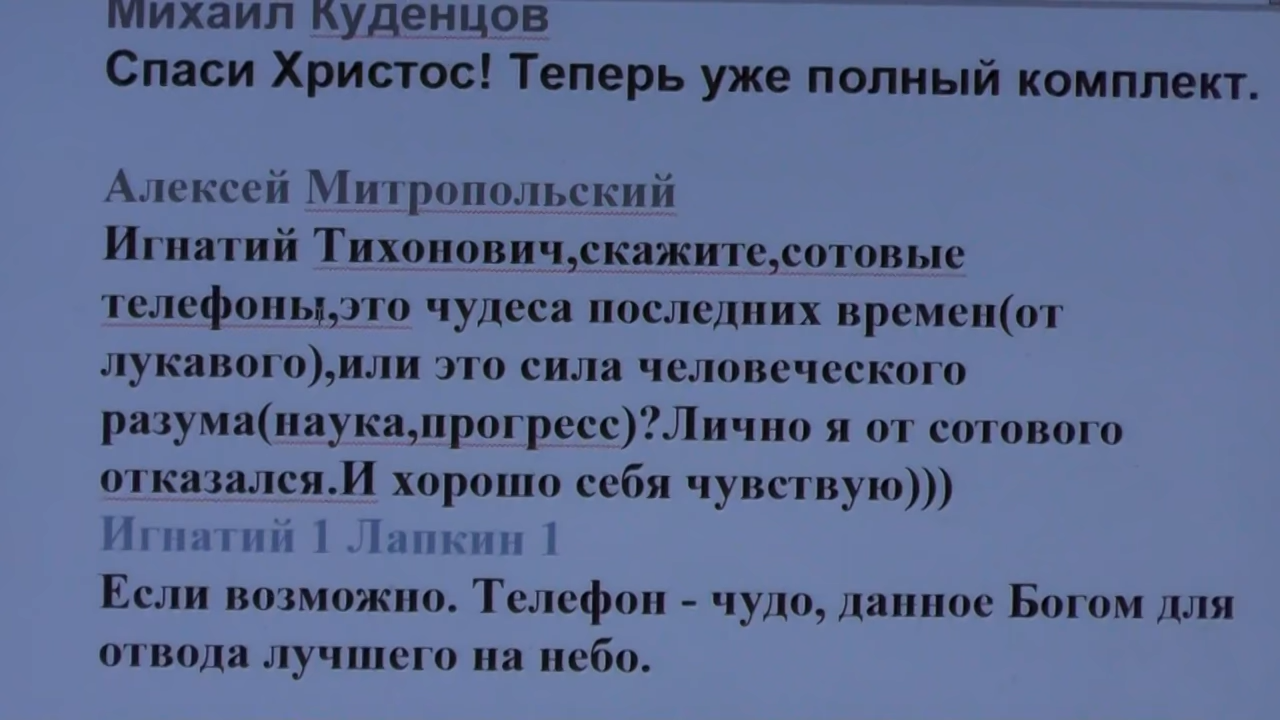 Михаил Куденцов
Спаси Христос! Теперь уже полный комплект.
Алексей Митропольский
Игнатий Тихонович,скажите,сотовые
телефоны,это чудеса последних времен(от
лукавого),или это сила человеческого
разума(наука,прогресс)?Лично я от сотового
отказался.И хорошо себя чувствую)))
Игнатий 1 Лапкин 1
Если возможно. Телефон - чудо, данное Богом для
отвода лучшего на небо.